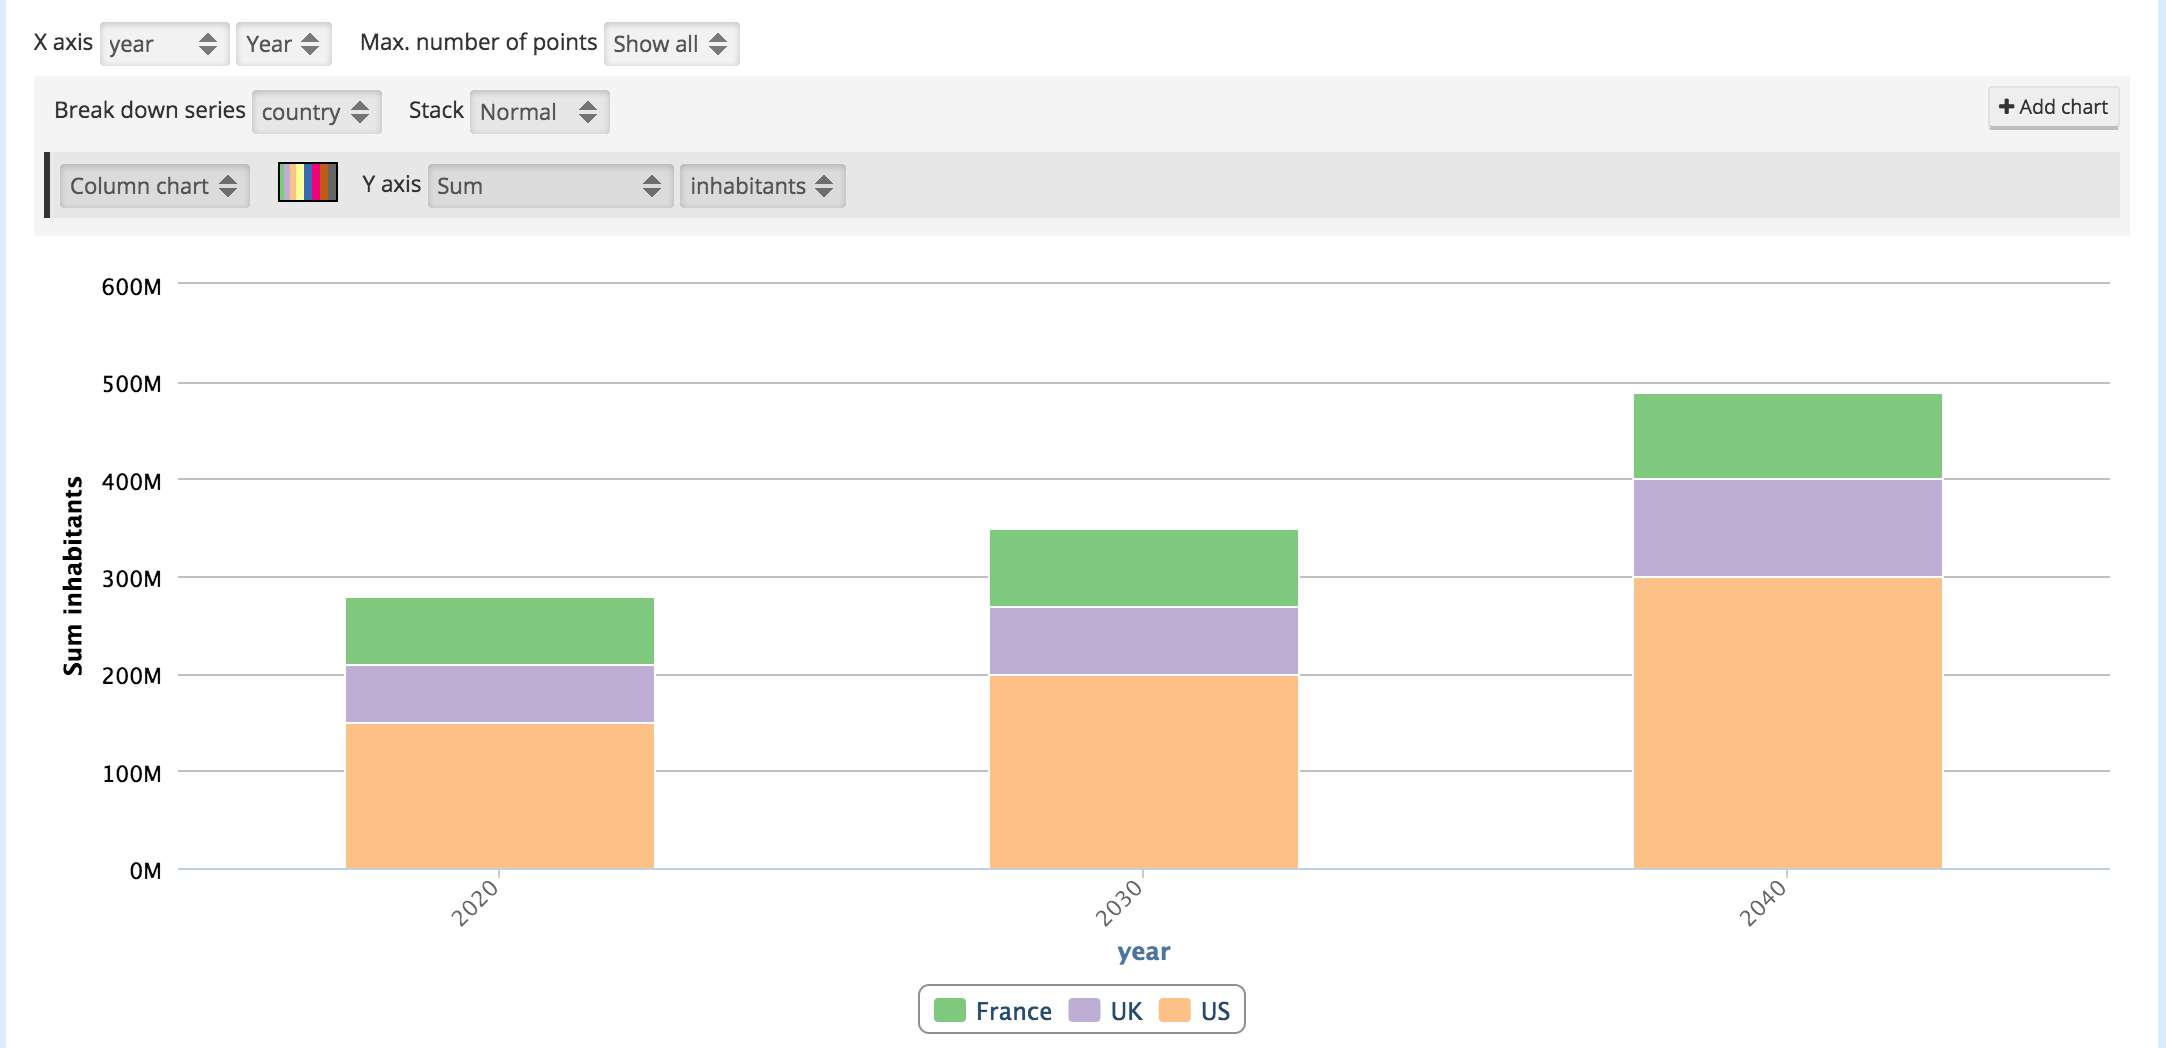 X axis year Year Max. number of points Show all
Break down series country Stack Normal + Add chart
Column chart Y axis Sum inhabitants
600M
500M
400M
300M
200M
100M
0M
Sum inhabitants
2020 2030 2040
year
France UK US